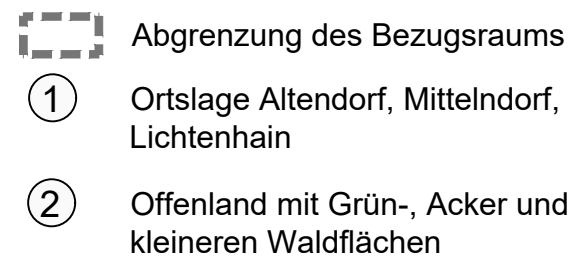 Abgrenzung des Bezugsraums
1 Ortslage Altendorf, Mittelndorf,
Lichtenhain
2 Offenland mit Grün-, Acker und
kleineren Waldflächen